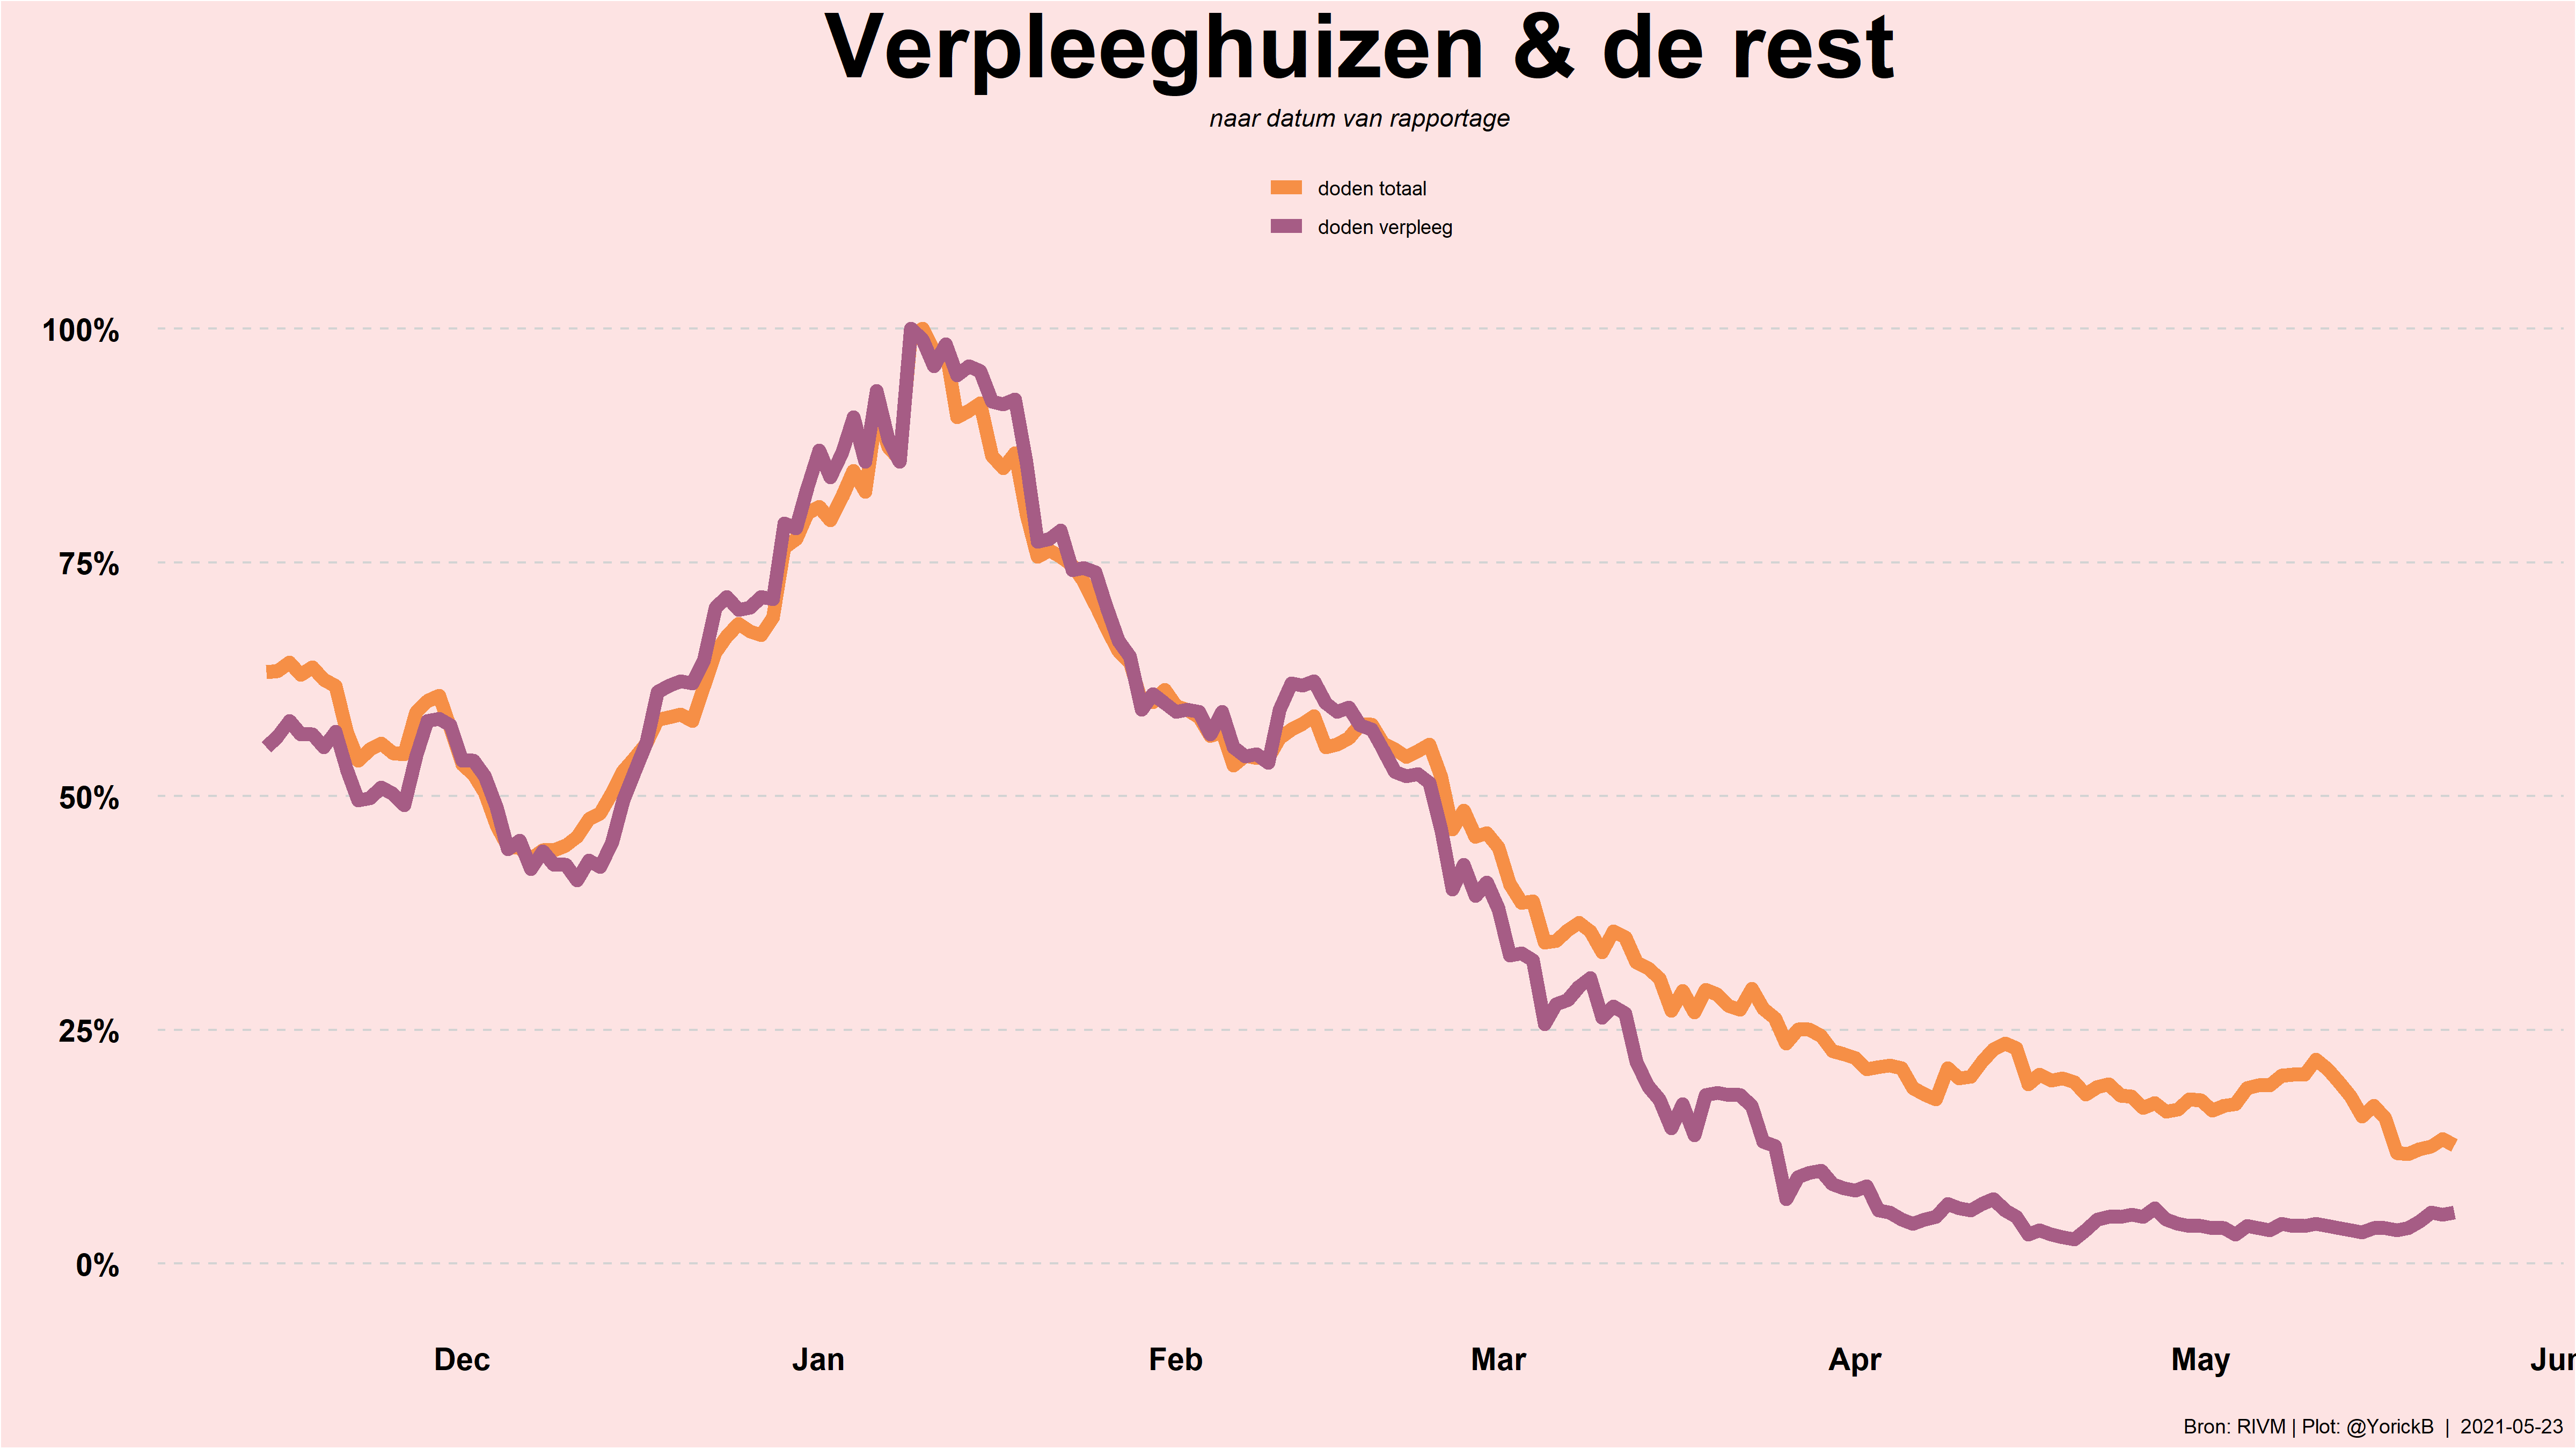 Verpleeghuizen & de rest
naar datum van rapportage
doden totaal
doden verpleeg
100%
75%
50%
25%
0%
Dec Jan Feb Mar Apr May Jun
Bron: RIVM | Plot: @YorickB | 2021-05-23